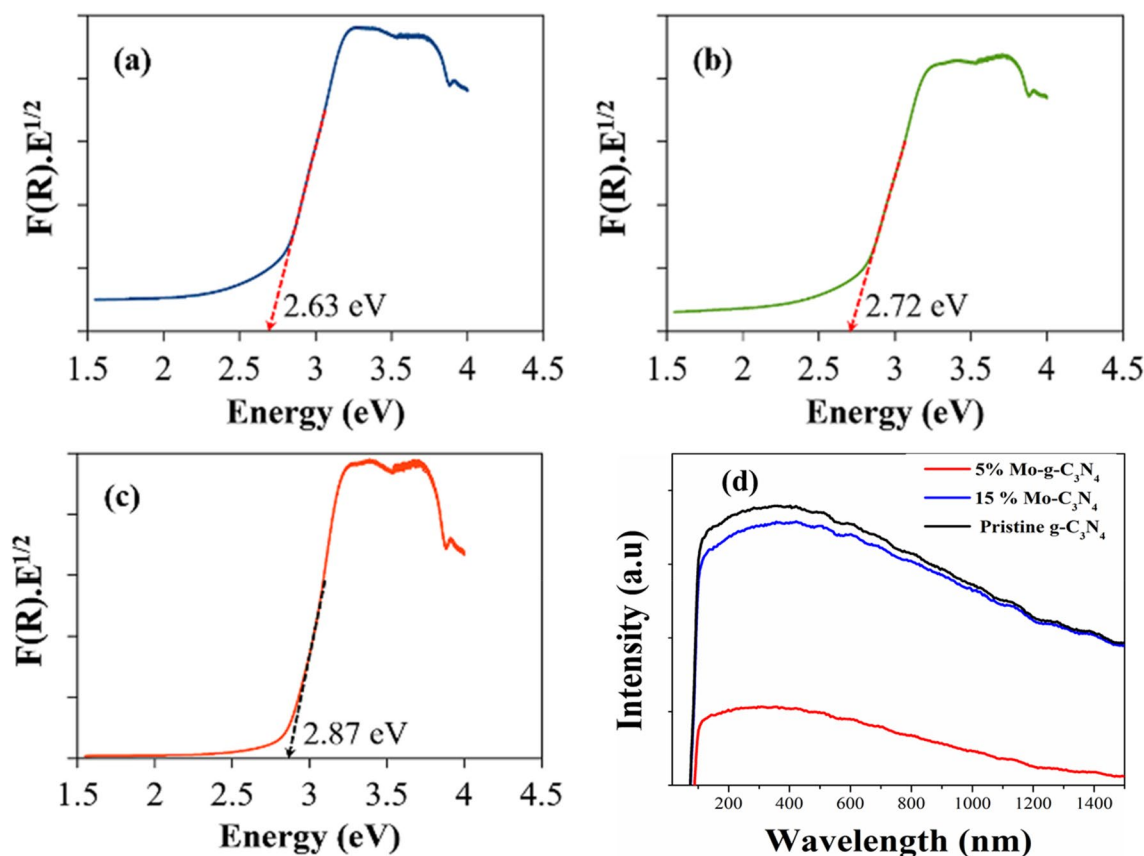 (a)
F(R).E^1/2
2.63 eV
1.5 2 2.5 3 3.5 4 4.5
Energy (eV)
(b)
F(R).E^1/2
2.72 eV
1.5 2 2.5 3 3.5 4 4.5
Energy (eV)
(c)
F(R).E^1/2
2.87 eV
1.5 2 2.5 3 3.5 4 4.5
Energy (eV)
(d)
5% Mo-g-C₃N₄
15 % Mo-C₃N₄
Pristine g-C₃N₄
Intensity (a.u)
200 400 600 800 1000 1200 1400
Wavelength (nm)